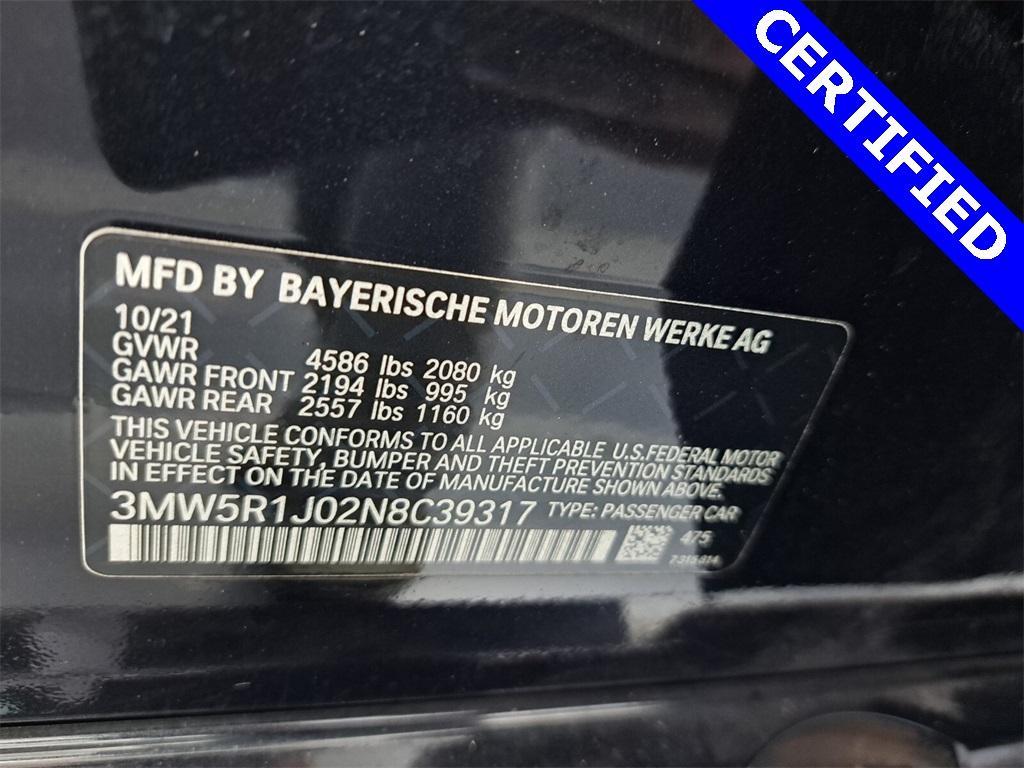 CERTIFIED
MFD BY BAYERISCHE MOTOREN WERKE AG
10/21
GVWR 4586 lbs 2080 kg
GAWR FRONT 2194 lbs 995 kg
GAWR REAR 2557 lbs 1160 kg
THIS VEHICLE CONFORMS TO ALL APPLICABLE U.S.FEDERAL MOTOR
VEHICLE SAFETY, BUMPER AND THEFT PREVENTION STANDARDS
IN EFFECT ON THE DATE OF MANUFACTURE SHOWN ABOVE.
3MW5R1J02N8C39317 TYPE: PASSENGER CAR
475